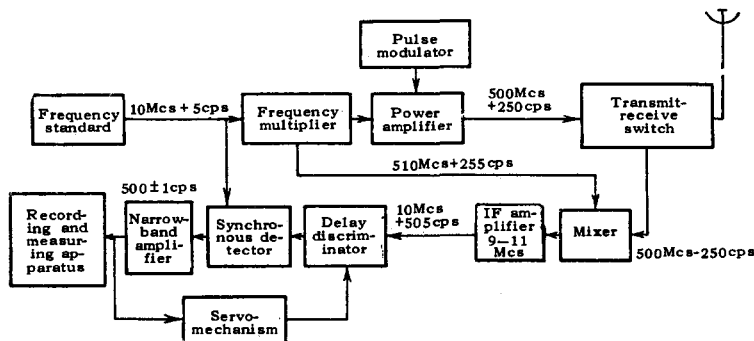 Pulse
modulator
10Mcs + 5cps
500Mcs
+250cps
Frequency
standard
Frequency
multiplier
Power
amplifier
Transmit-
receive
switch
510Mcs+255cps
500 ± 1cps
Record-
ing and
measur-
ing ap-
paratus
Narrow-
band am-
plifier
Synchro-
nous de-
tector
Delay
discrim-
inator
10Mcs
+505cps
IF am-
plifier
9-11
Mcs
Mixer
500Mcs-250cps
Servo-
mechanism